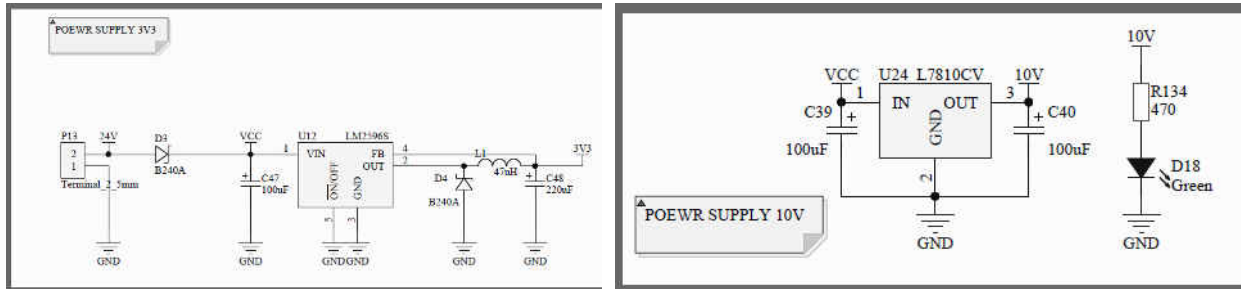 POEWR SUPPLY 3V3
P13
24V
D3
VCC
U12
LM2596S
2
1
B240A
1
VIN
FB
4
OUT
2
L1
47uH
3V3
Terminal_2_5mm
C47
100uF
ON/OFF
GND
D4
B240A
C48
220uF
5
3
GND
GND
GND
GND
GND
GND
10V
VCC
U24 L7810CV
10V
1
IN
OUT
3
GND
C39
100uF
C40
100uF
R134
470
2
D18
Green
POEWR SUPPLY 10V
GND
GND